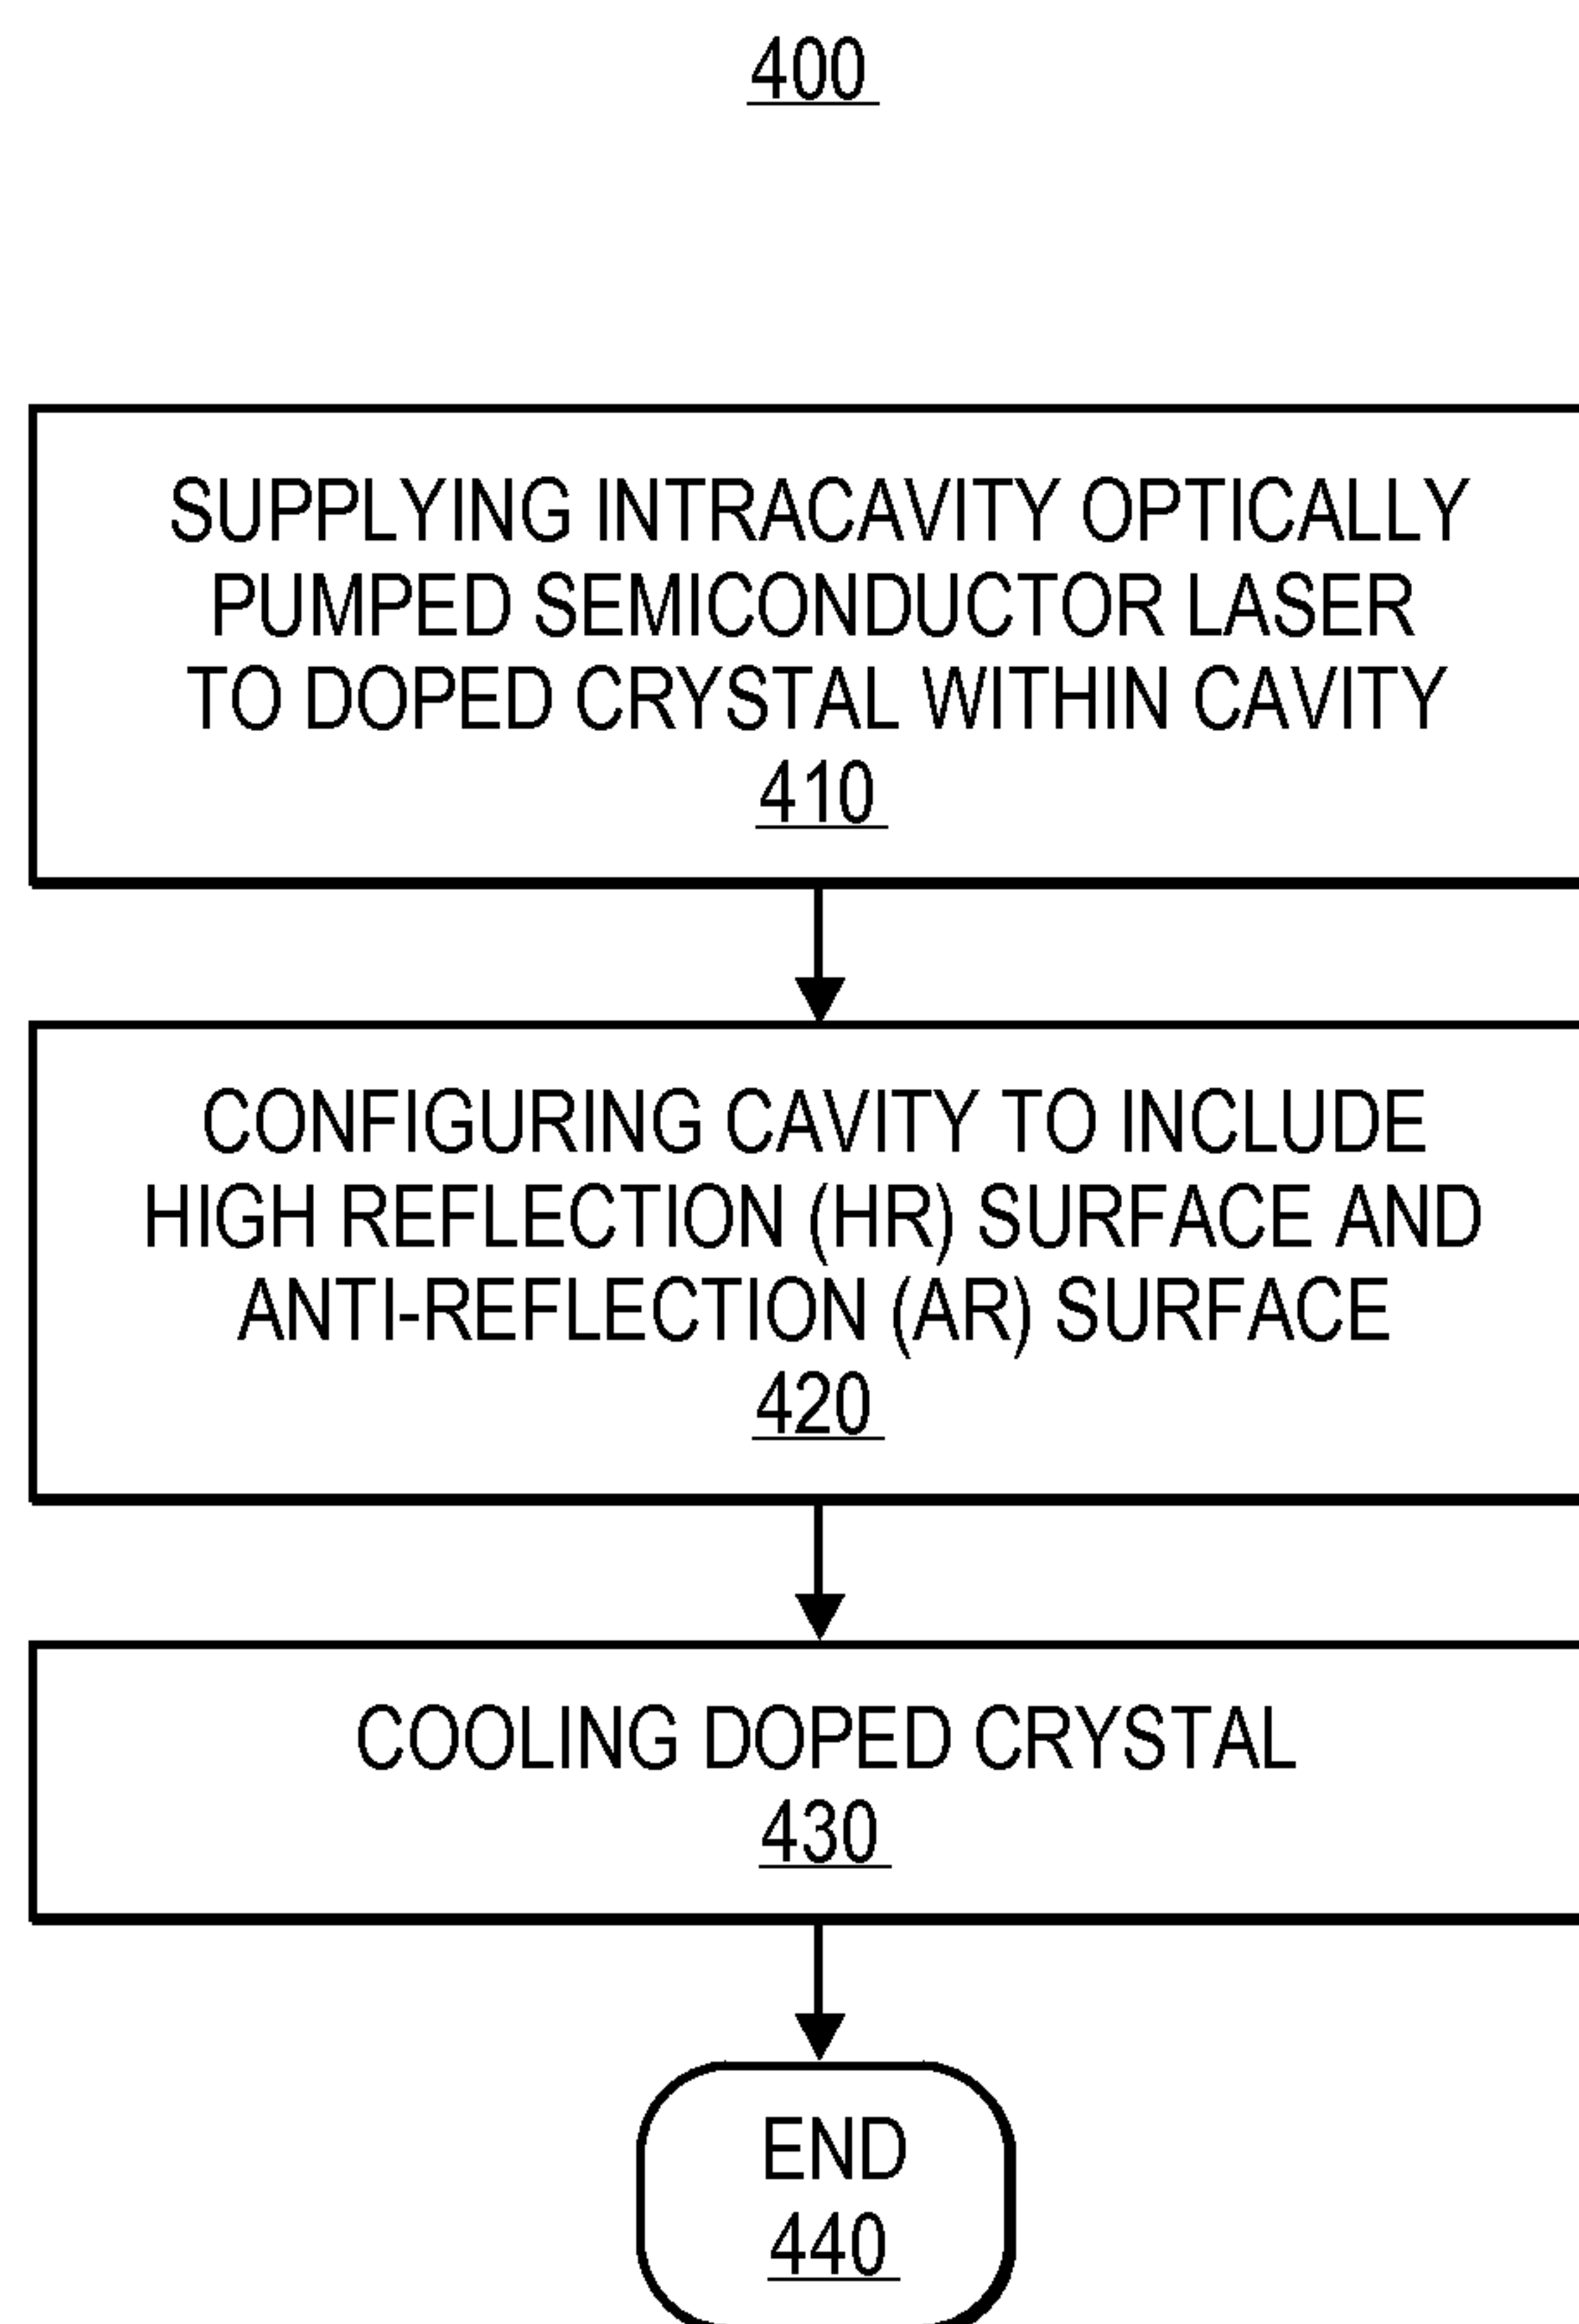 400
SUPPLYING INTRACAVITY OPTICALLY
PUMPED SEMICONDUCTOR LASER
TO DOPED CRYSTAL WITHIN CAVITY
410
CONFIGURING CAVITY TO INCLUDE
HIGH REFLECTION (HR) SURFACE AND
ANTI-REFLECTION (AR) SURFACE
420
COOLING DOPED CRYSTAL
430
END
440